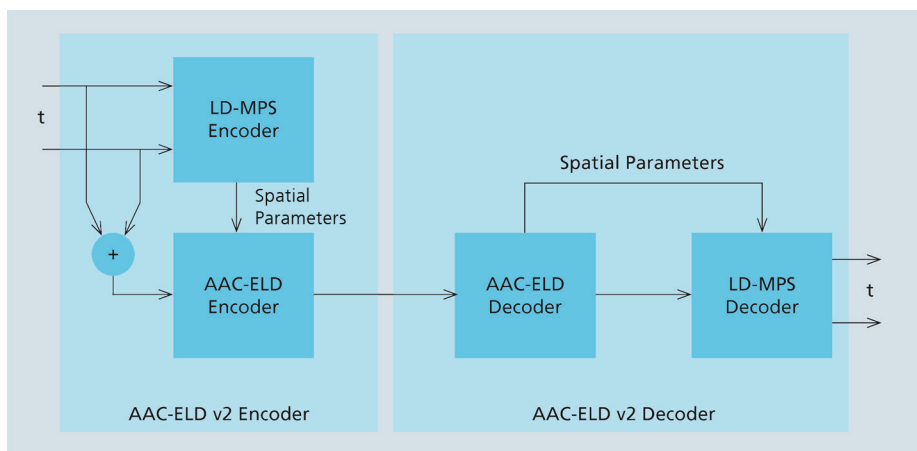 LD-MPS
Encoder
t
Spatial
Parameters
+
AAC-ELD
Encoder
AAC-ELD v2 Encoder
Spatial Parameters
AAC-ELD
Decoder
LD-MPS
Decoder
t
AAC-ELD v2 Decoder